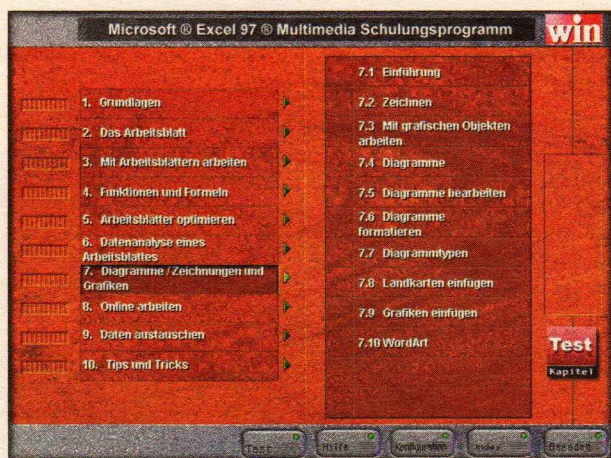 Microsoft ® Excel 97 ® Multimedia Schulungsprogramm
win
1. Grundlagen
2. Das Arbeitsblatt
3. Mit Arbeitsblättern arbeiten
4. Funktionen und Formeln
5. Arbeitsblätter optimieren
6. Datenanalyse eines
Arbeitsblattes
7. Diagramme / Zeichnungen und
Grafiken
8. Online arbeiten
9. Daten austauschen
10. Tips und Tricks
7.1 Einführung
7.2 Zeichnen
7.3 Mit grafischen Objekten
arbeiten
7.4 Diagramme
7.5 Diagramme bearbeiten
7.6 Diagramme
formatieren
7.7 Diagrammtypen
7.8 Landkarten einfügen
7.9 Grafiken einfügen
7.10 WordArt
Test
Kapitel
Test
Hilfe
Konfiguration
Index
Beenden